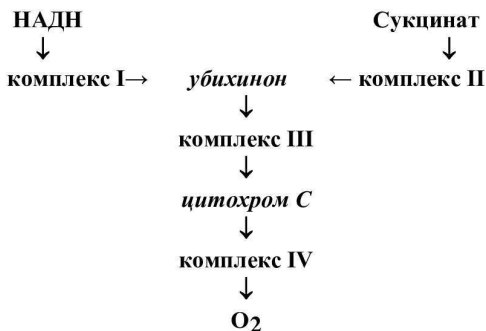 НАДН Сукцинат
↓ ↓
комплекс I→ убихинон ← комплекс II
↓
комплекс III
↓
цитохром С
↓
комплекс IV
↓
O2